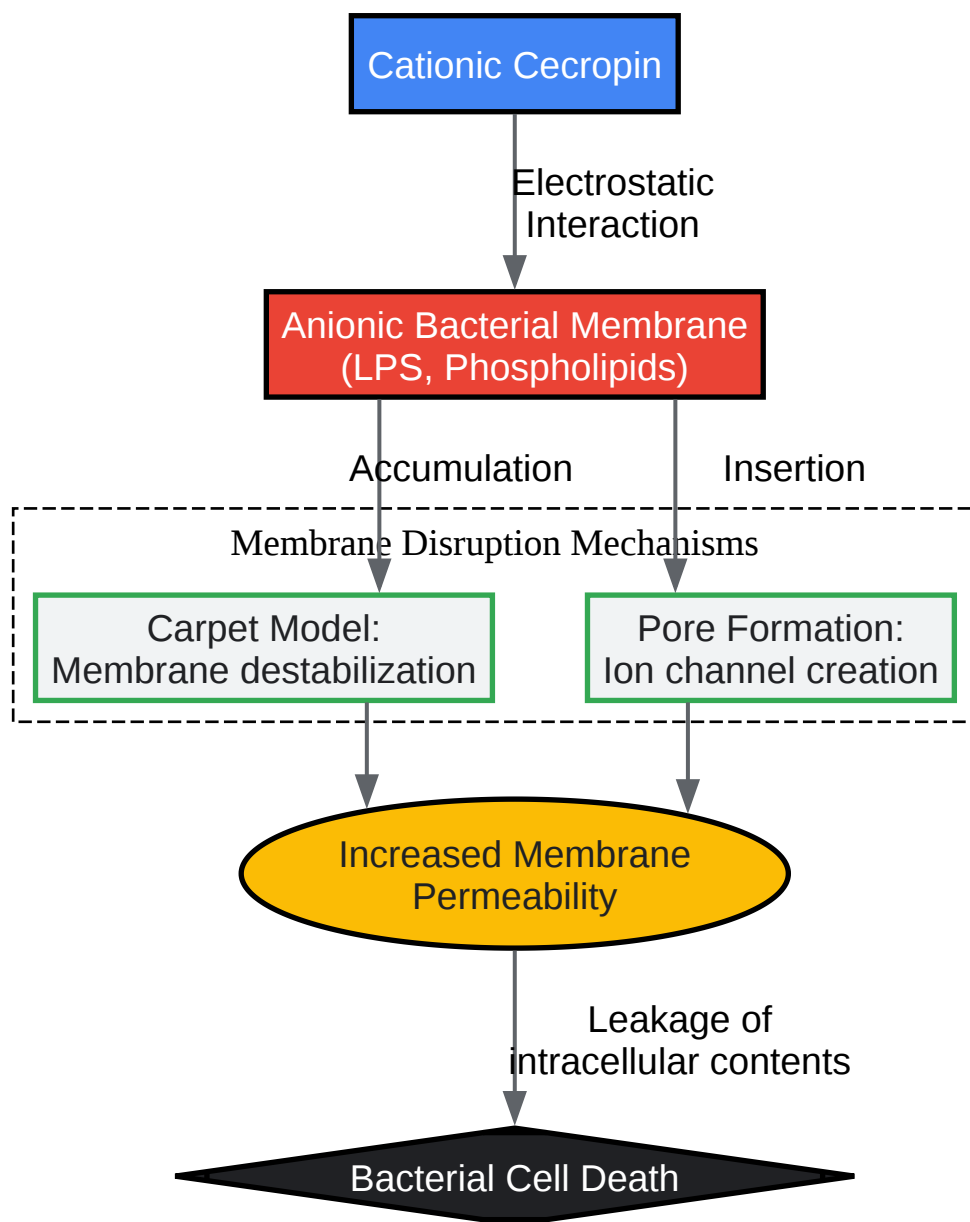 Cationic Cecropin
Electrostatic
Interaction
Anionic Bacterial Membrane
(LPS, Phospholipids)
Accumulation
Insertion
Membrane Disruption Mechanisms
Carpet Model:
Membrane destabilization
Pore Formation:
Ion channel creation
Increased Membrane
Permeability
Leakage of
intracellular contents
Bacterial Cell Death